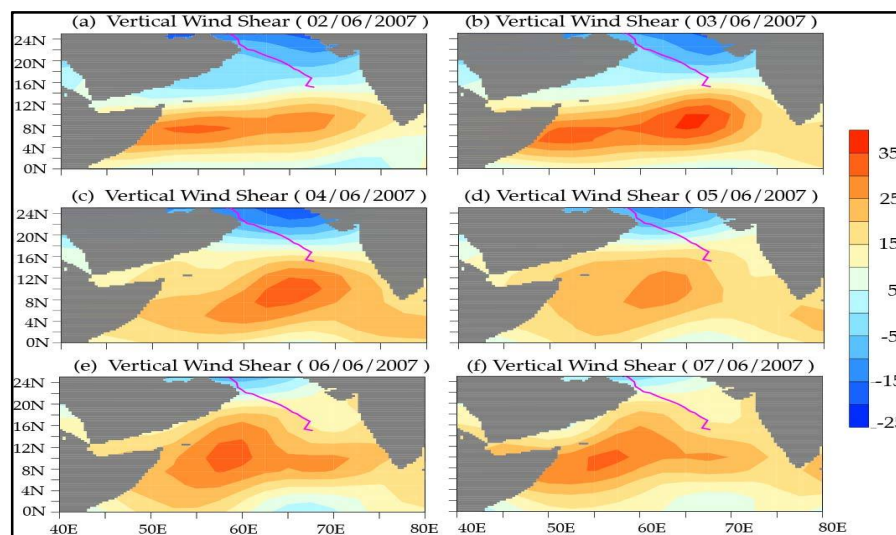 (a) Vertical Wind Shear ( 02/06/2007 )
(b) Vertical Wind Shear ( 03/06/2007 )
24N
20N
16N
12N
8N
4N
0N
(c) Vertical Wind Shear ( 04/06/2007 )
(d) Vertical Wind Shear ( 05/06/2007 )
24N
20N
16N
12N
8N
4N
0N
(e) Vertical Wind Shear ( 06/06/2007 )
(f) Vertical Wind Shear ( 07/06/2007 )
24N
20N
16N
12N
8N
4N
0N
40E 50E 60E 70E 80E
50E 60E 70E 80E
35
25
15
5
-5
-15